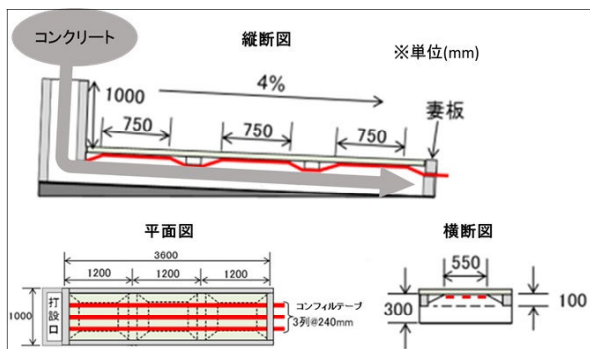 コンクリート
縦断図
※単位(mm)
4%
1000
妻板
750
750
750
平面図
横断図
3600
1200
1200
1200
550
打設口
コンフィルテープ
3列@240mm
1000
300
100